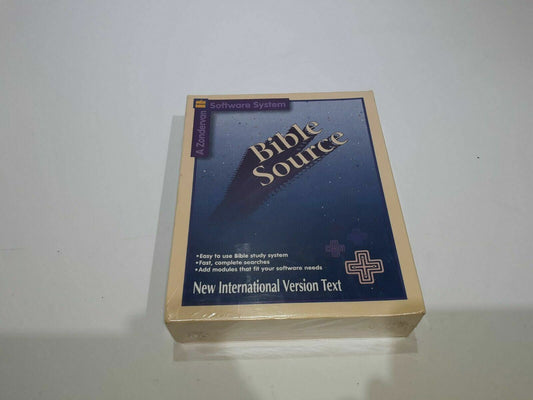 A Zondervan
Software System
Bible
Source
•Easy to use Bible study system
•Fast, complete searches
•Add modules that fit your software needs
New International Version Text